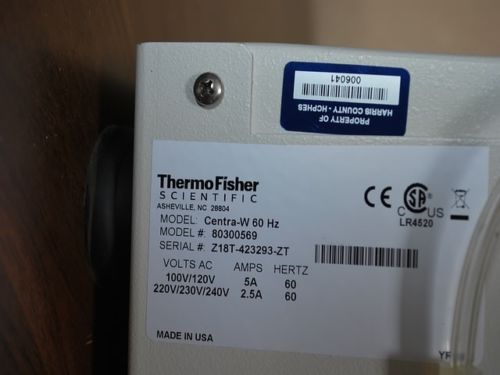 PROPERTY OF
HARRIS COUNTY - HCPHES
006041
ThermoFisher
SCIENTIFIC
ASHEVILLE, NC 28804
MODEL: Centra-W 60 Hz
MODEL #: 80300569
SERIAL #: Z18T-423293-ZT
VOLTS AC AMPS HERTZ
100V/120V 5A 60
220V/230V/240V 2.5A 60
MADE IN USA
CE SA C US
LR4520